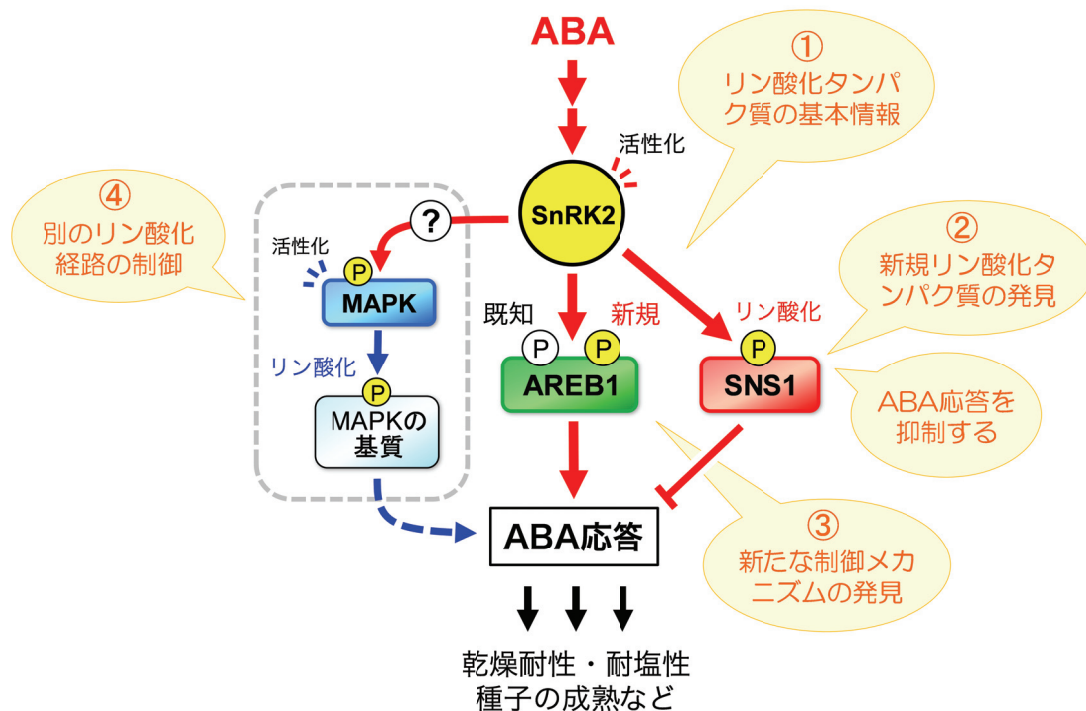 ABA
①
リン酸化タンパ
ク質の基本情報
活性化
SnRK2
④
別のリン酸化
経路の制御
?
活性化
P
MAPK
リン酸化
P
MAPKの
基質
既知
新規
P
P
AREB1
リン酸化
P
SNS1
②
新規リン酸化タ
ンパク質の発見
ABA応答を
抑制する
ABA応答
③
新たな制御メカ
ニズムの発見
乾燥耐性・耐塩性
種子の成熟など